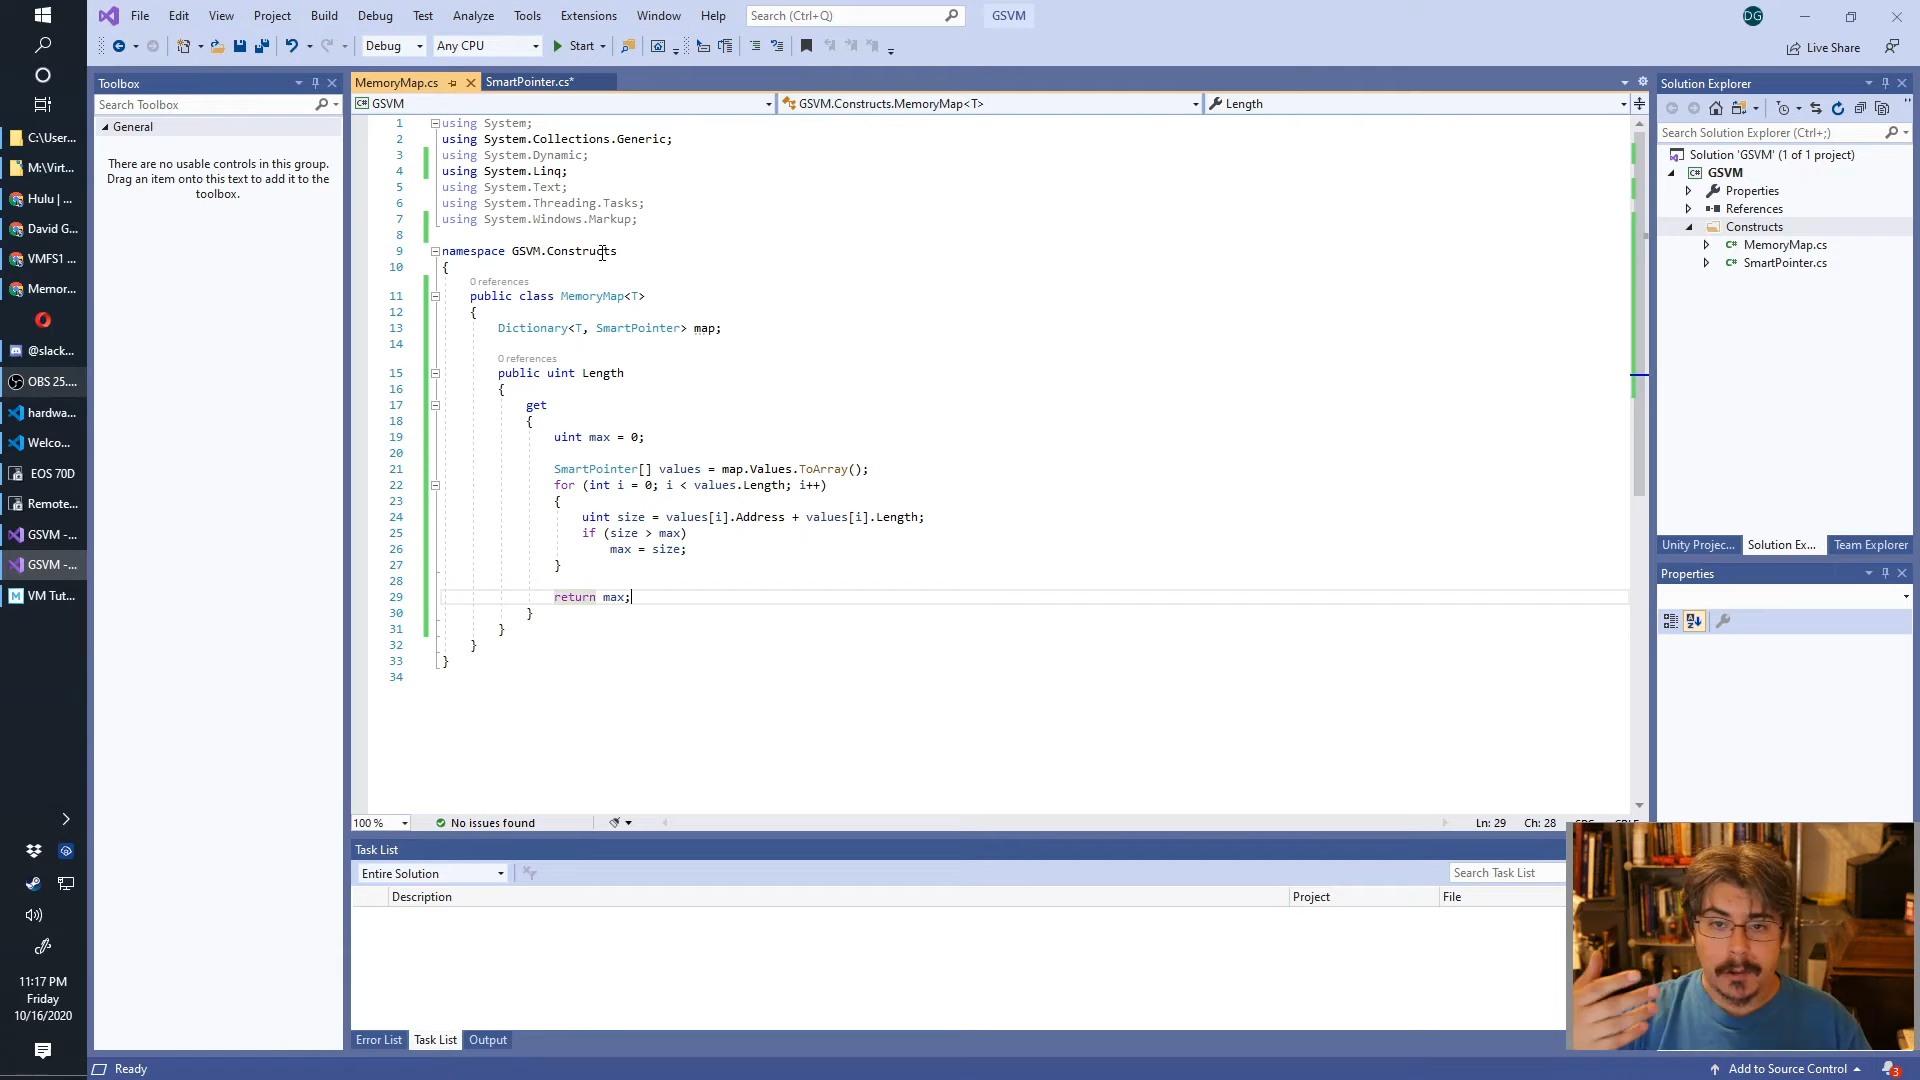 File Edit View Project Build Debug Test Analyze Tools Extensions Window Help Search (Ctrl+Q) GSVM DG
Debug Any CPU Start Live Share
Toolbox
Search Toolbox
General
There are no usable controls in this group.
Drag an item onto this text to add it to the
toolbox.
C:\User...
M:\Virt...
Hulu | ...
David G...
VMFS1 ...
Memor...
@slack...
OBS 25....
hardwa...
Welco...
EOS 70D
Remote...
GSVM -...
GSVM -...
VM Tut...
11:17 PM
Friday
10/16/2020
MemoryMap.cs SmartPointer.cs*
GSVM GSVM.Constructs.MemoryMap<T> Length
1 using System;
2 using System.Collections.Generic;
3 using System.Dynamic;
4 using System.Linq;
5 using System.Text;
6 using System.Threading.Tasks;
7 using System.Windows.Markup;
8
9 namespace GSVM.Constructs
10 {
0 references
11 public class MemoryMap<T>
12 {
13 Dictionary<T, SmartPointer> map;
14
0 references
15 public uint Length
16 {
17 get
18 {
19 uint max = 0;
20
21 SmartPointer[] values = map.Values.ToArray();
22 for (int i = 0; i < values.Length; i++)
23 {
24 uint size = values[i].Address + values[i].Length;
25 if (size > max)
26 max = size;
27 }
28
29 return max;
30 }
31 }
32 }
33 }
34
100 % No issues found Ln: 29 Ch: 28
Task List
Entire Solution Search Task List
Description Project File
Error List Task List Output
Solution Explorer
Search Solution Explorer (Ctrl+;)
Solution 'GSVM' (1 of 1 project)
GSVM
Properties
References
Constructs
MemoryMap.cs
SmartPointer.cs
Unity Projec... Solution Ex... Team Explorer
Properties
Ready Add to Source Control 3